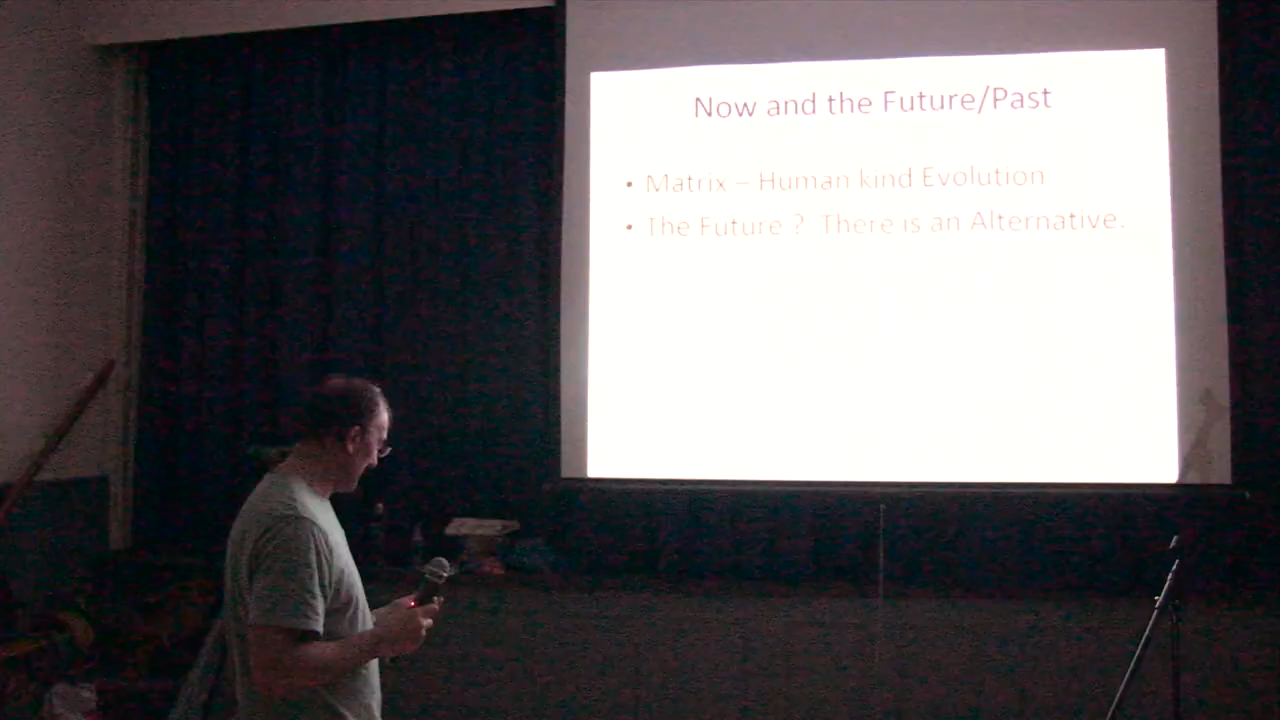 Now and the Future/Past
• Matrix – Human kind Evolution
• The Future ? There is an Alternative.